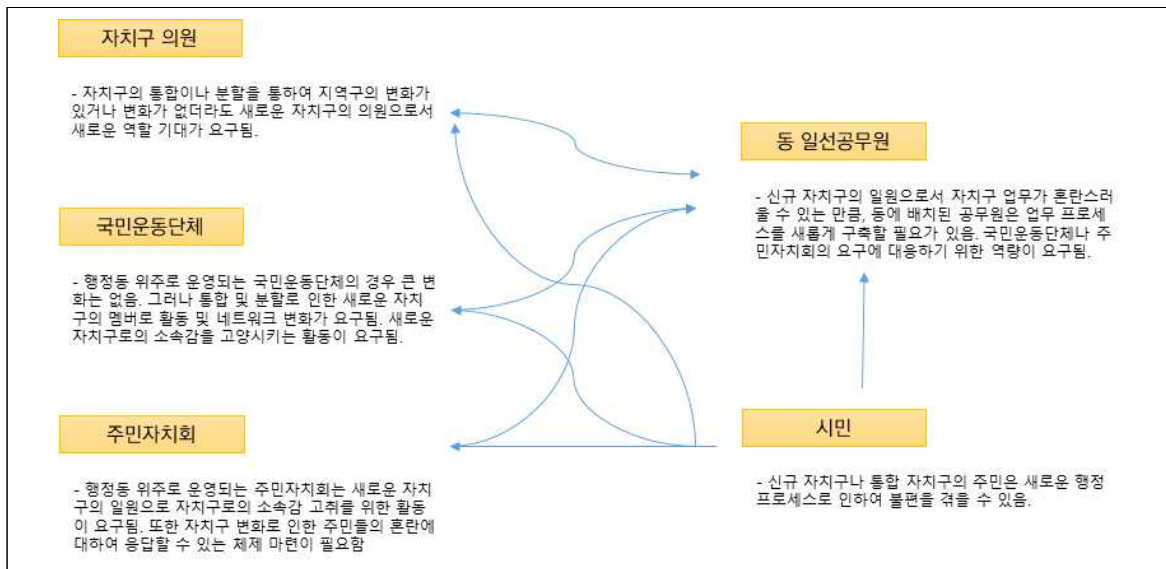 자치구 의원
- 자치구의 통합이나 분할을 통하여 지역구의 변화가
있거나 변화가 없더라도 새로운 자치구의 의원으로서
새로운 역할 기대가 요구됨.
국민운동단체
- 행정동 위주로 운영되는 국민운동단체의 경우 큰 변
화는 없음. 그러나 통합 및 분할로 인한 새로운 자치
구의 멤버로 활동 및 네트워크 변화가 요구됨. 새로운
자치구로의 소속감을 고양시키는 활동이 요구됨.
주민자치회
- 행정동 위주로 운영되는 주민자치회는 새로운 자치
구의 일원으로 자치구로의 소속감 고취를 위한 활동
이 요구됨. 또한 자치구 변화로 인한 주민들의 혼란에
대하여 응답할 수 있는 체제 마련이 필요함
동 일선공무원
- 신규 자치구의 일원으로서 자치구 업무가 혼란스러
울 수 있는 만큼, 동에 배치된 공무원은 업무 프로세
스를 새롭게 구축할 필요가 있음. 국민운동단체나 주
민자치회의 요구에 대응하기 위한 역량이 요구됨.
시민
- 신규 자치구나 통합 자치구의 주민은 새로운 행정
프로세스로 인하여 불편을 겪을 수 있음.